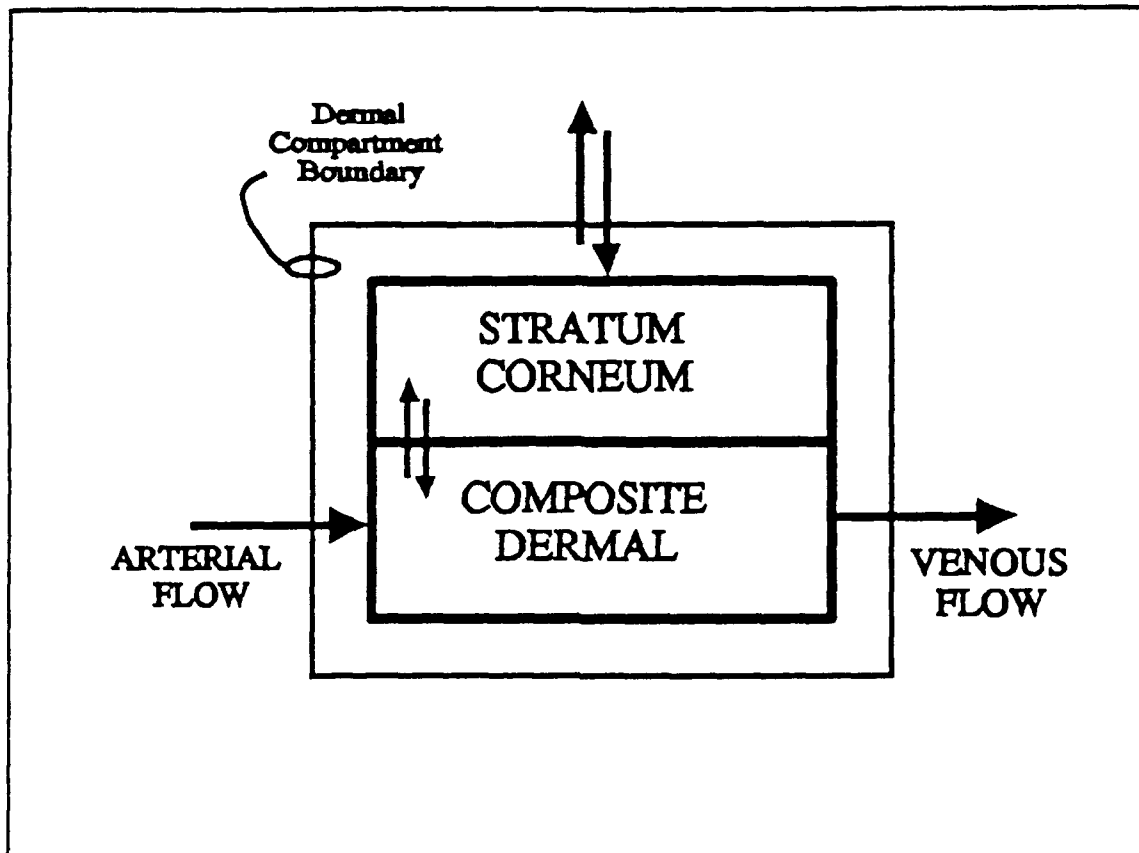 Dermal
Compartment
Boundary
STRATUM
CORNEUM
COMPOSITE
DERMAL
ARTERIAL
FLOW
VENOUS
FLOW